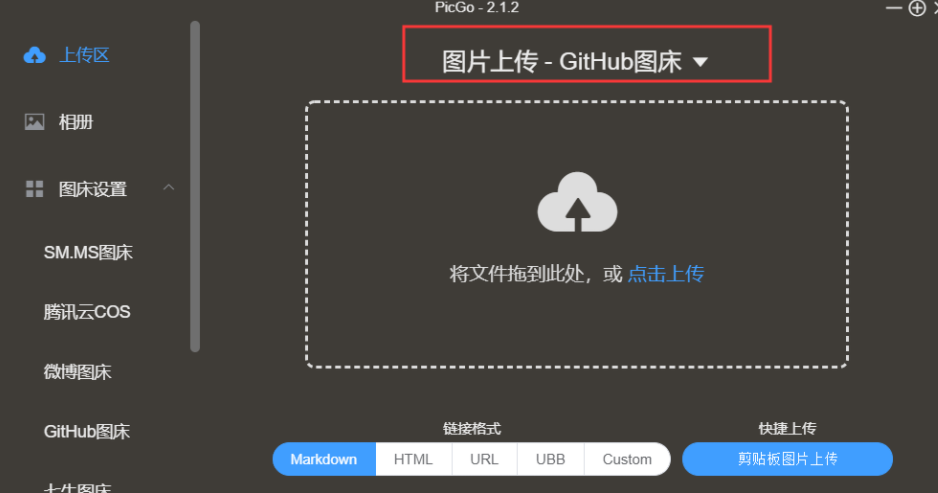 PicGo - 2.1.2
上传区
相册
图床设置
SM.MS图床
腾讯云COS
微博图床
GitHub图床
七牛图床
图片上传 - GitHub图床
将文件拖到此处，或 点击上传
链接格式
Markdown HTML URL UBB Custom
快捷上传
剪贴板图片上传